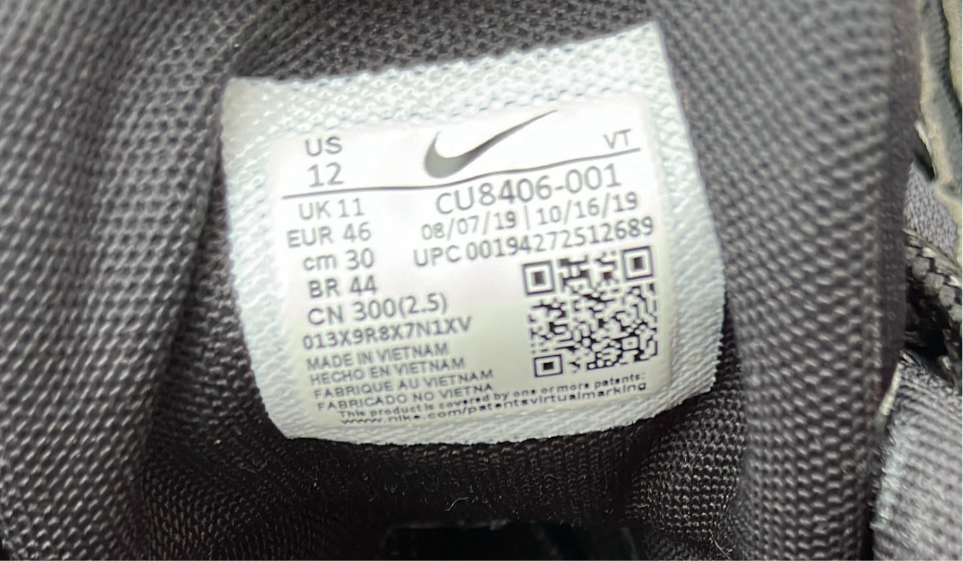 US
12
VT
UK 11
EUR 46
cm 30
BR 44
CN 300(2.5)
013X9R8X7N1XV
CU8406-001
08/07/19 | 10/16/19
UPC 00194272512689
MADE IN VIETNAM
HECHO EN VIETNAM
FABRIQUE AU VIETNAM
FABRICADO NO VIETNA
This product is covered by one or more patents:
www.nike.com/patentsvirtualmarking